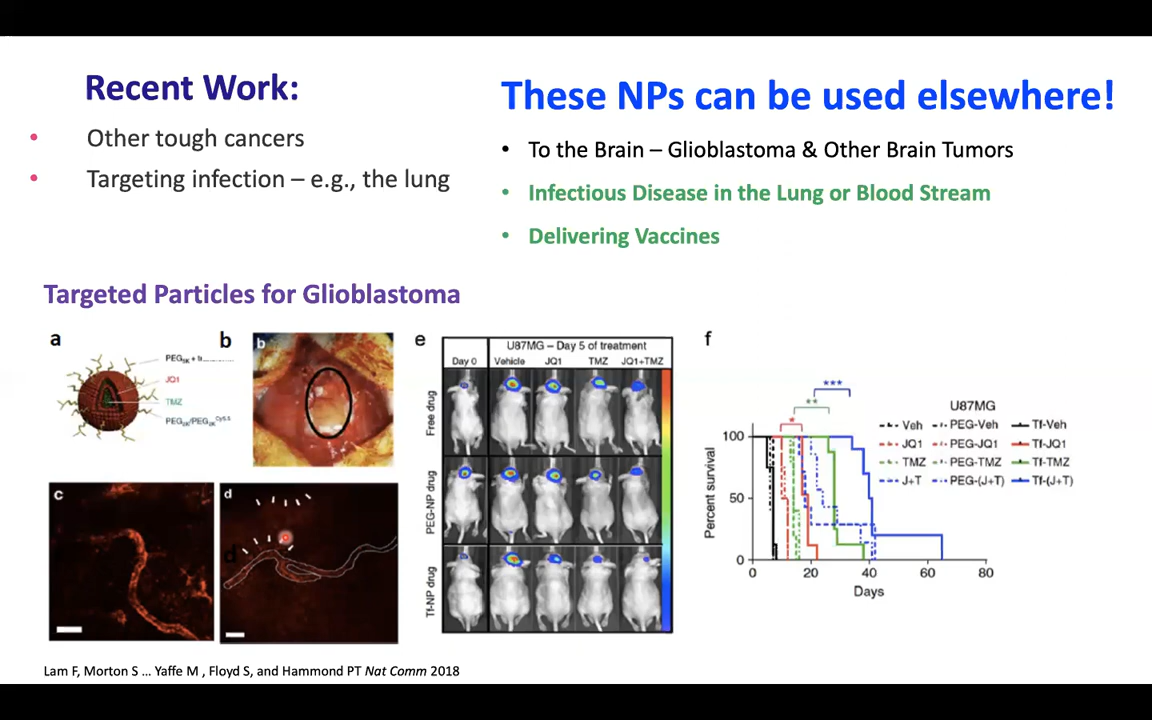 Recent Work:
• Other tough cancers
• Targeting infection – e.g., the lung
These NPs can be used elsewhere!
• To the Brain – Glioblastoma & Other Brain Tumors
• Infectious Disease in the Lung or Blood Stream
• Delivering Vaccines
Targeted Particles for Glioblastoma
a
PEG5K +
JQ1
TMZ
b
b
c
d
d
e
U87MG – Day 5 of treatment
Day 0 Vehicle JQ1 TMZ JQ1+TMZ
Free drug
PEG-NP drug
Tf-NP drug
f
***
**
*
U87MG
Veh PEG-Veh Tf-Veh
JQ1 PEG-JQ1 Tf-JQ1
TMZ PEG-TMZ Tf-TMZ
J+T PEG-(J+T) Tf-(J+T)
Percent survival
100
50
0
0 20 40 60 80
Days
Lam F, Morton S ... Yaffe M , Floyd S, and Hammond PT Nat Comm 2018